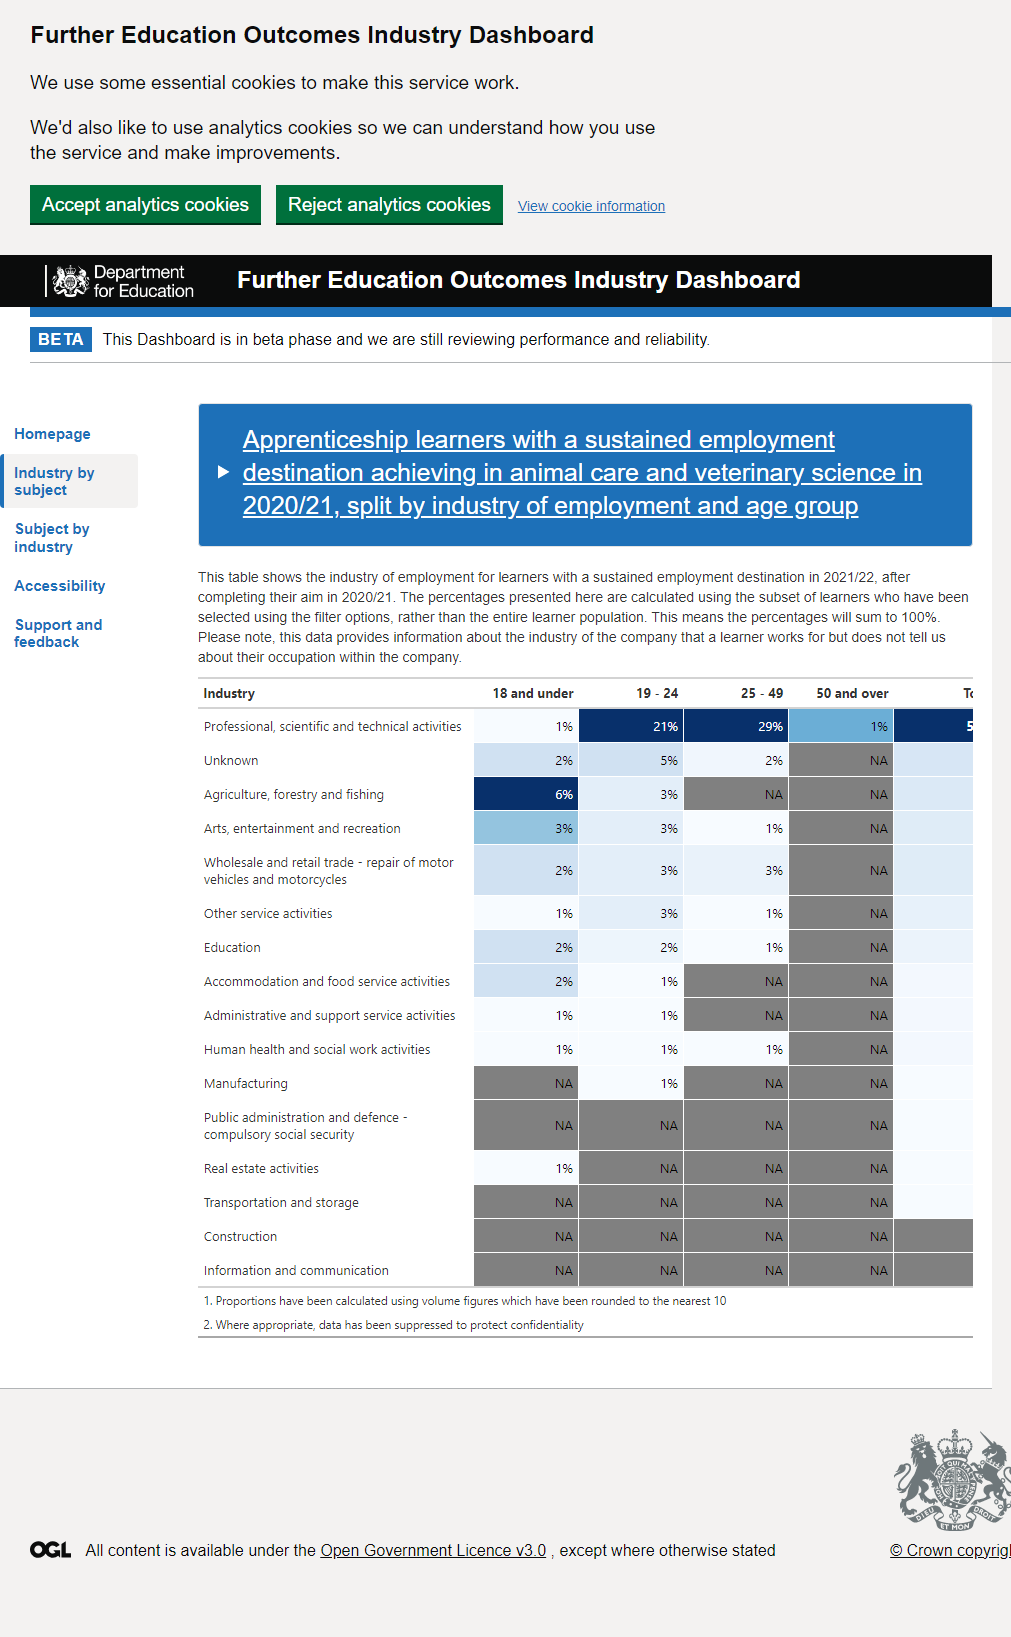 Further Education Outcomes Industry Dashboard
We use some essential cookies to make this service work.
We'd also like to use analytics cookies so we can understand how you use
the service and make improvements.
Accept analytics cookies Reject analytics cookies View cookie information
Department
for Education
Further Education Outcomes Industry Dashboard
BETA This Dashboard is in beta phase and we are still reviewing performance and reliability.
Homepage
Industry by
subject
Subject by
industry
Accessibility
Support and
feedback
Apprenticeship learners with a sustained employment
destination achieving in animal care and veterinary science in
2020/21, split by industry of employment and age group
This table shows the industry of employment for learners with a sustained employment destination in 2021/22, after
completing their aim in 2020/21. The percentages presented here are calculated using the subset of learners who have been
selected using the filter options, rather than the entire learner population. This means the percentages will sum to 100%.
Please note, this data provides information about the industry of the company that a learner works for but does not tell us
about their occupation within the company.
Industry 18 and under 19 - 24 25 - 49 50 and over
Professional, scientific and technical activities 1% 21% 29% 1% 5
Unknown 2% 5% 2% NA
Agriculture, forestry and fishing 6% 3% NA NA
Arts, entertainment and recreation 3% 3% 1% NA
Wholesale and retail trade - repair of motor
vehicles and motorcycles 2% 3% 3% NA
Other service activities 1% 3% 1% NA
Education 2% 2% 1% NA
Accommodation and food service activities 2% 1% NA NA
Administrative and support service activities 1% 1% NA NA
Human health and social work activities 1% 1% 1% NA
Manufacturing NA 1% NA NA
Public administration and defence -
compulsory social security NA NA NA NA
Real estate activities 1% NA NA NA
Transportation and storage NA NA NA NA
Construction NA NA NA NA
Information and communication NA NA NA NA
1. Proportions have been calculated using volume figures which have been rounded to the nearest 10
2. Where appropriate, data has been suppressed to protect confidentiality
OGL All content is available under the Open Government Licence v3.0 , except where otherwise stated
© Crown copyrig